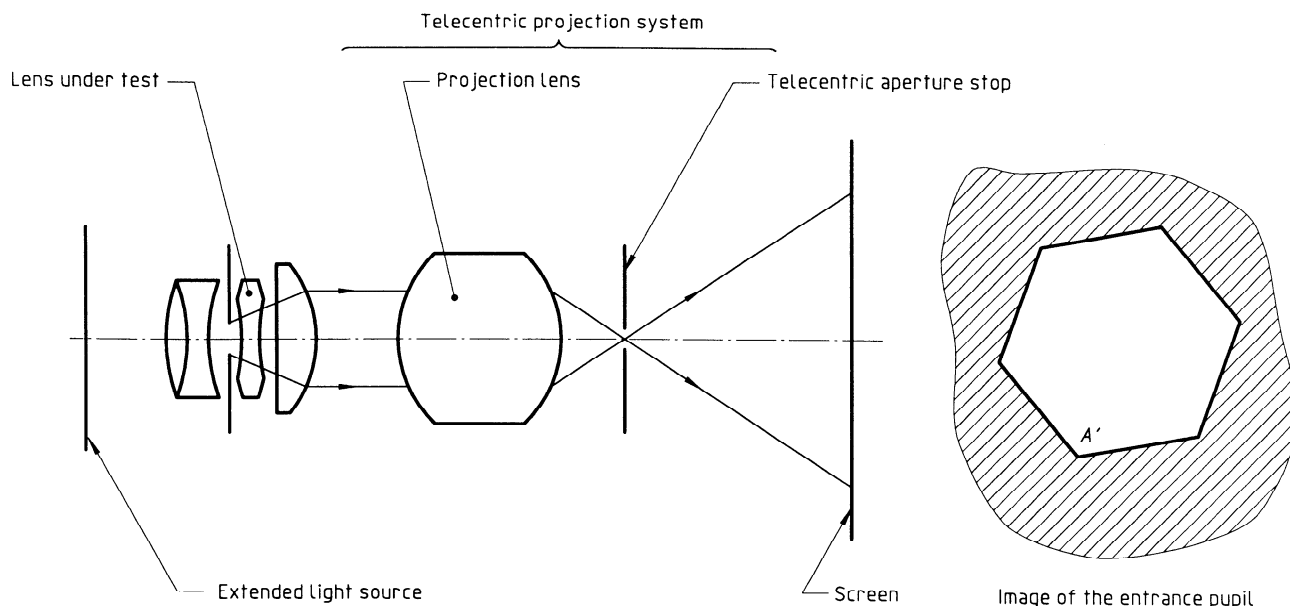 Telecentric projection system
Lens under test
Projection lens
Telecentric aperture stop
A′
Extended light source
Screen
Image of the entrance pupil